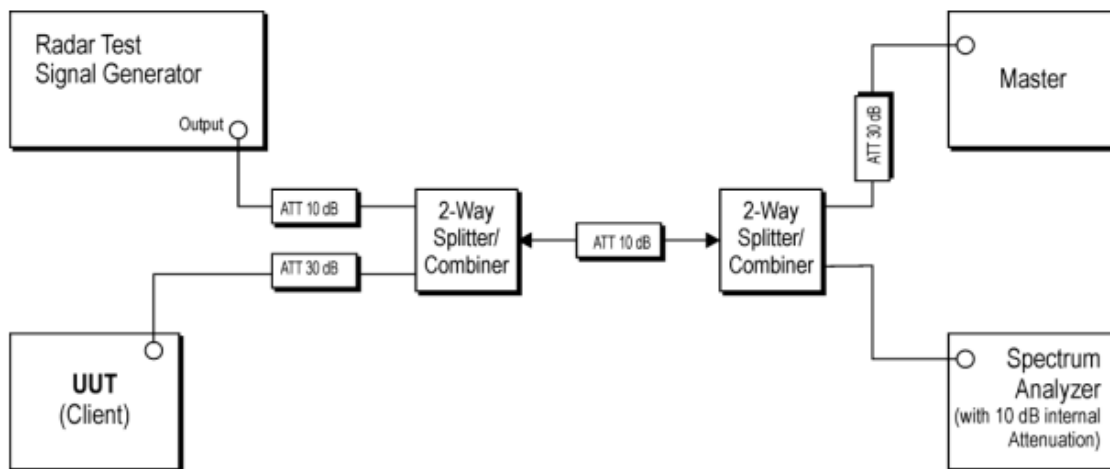 Radar Test
Signal Generator
Output
ATT 10 dB
ATT 30 dB
UUT
(Client)
2-Way
Splitter/
Combiner
ATT 10 dB
2-Way
Splitter/
Combiner
ATT 30 dB
Master
Spectrum
Analyzer
(with 10 dB internal
Attenuation)